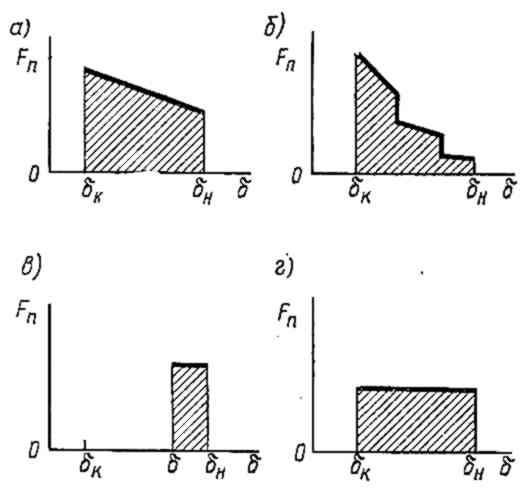 а)
Fп
0
δк
δн
δ
б)
Fп
0
δк
δн
δ
в)
Fп
0
δк
δ
δн
δ
г)
Fп
0
δк
δн
δ